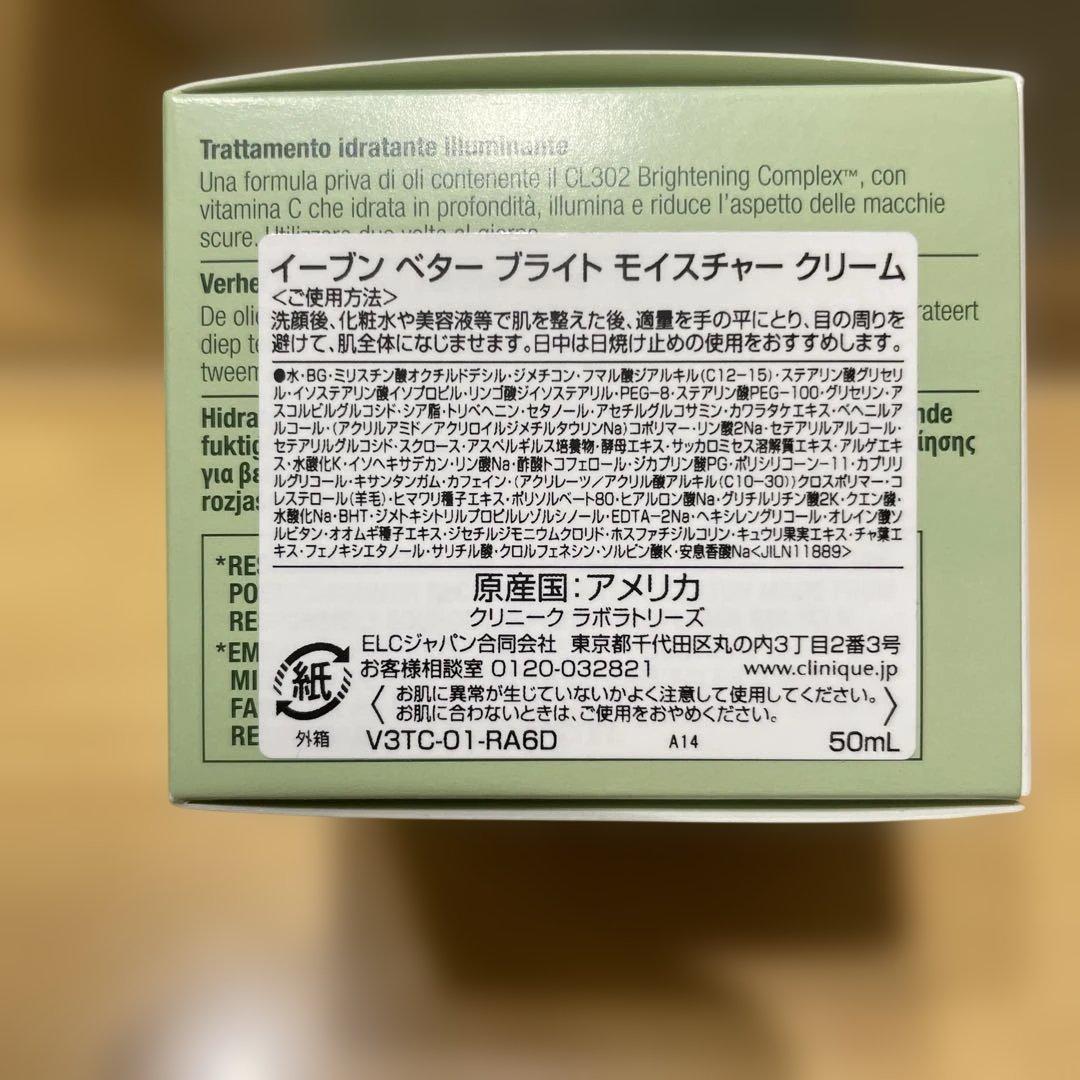 Trattamento idratante illuminante
Una formula priva di oli contenente il CL302 Brightening Complex™, con
vitamina C che idrata in profondità, illumina e riduce l'aspetto delle macchie
scure. Utilizzare due volte al giorno.
イーブン ベター ブライト モイスチャー クリーム
<ご使用方法>
洗顔後、化粧水や美容液等で肌を整えた後、適量を手の平にとり、目の周りを
避けて、肌全体になじませます。日中は日焼け止めの使用をおすすめします。
●水・BG・ミリスチン酸オクチルドデシル・ジメチコン・フマル酸ジアルキル(C12-15)・ステアリン酸グリセリ
ル・イソステアリン酸イソプロピル・リンゴ酸ジイソステアリル・PEG-8・ステアリン酸PEG-100・グリセリン・ア
スコルビルグルコシド・シア脂・トリベヘニン・セタノール・アセチルグルコサミン・カワラタケエキス・ベヘニルア
ルコール・(アクリルアミド/アクリロイルジメチルタウリンNa)コポリマー・リン酸2Na・セテアリルアルコール・
セテアリルグルコシド・スクロース・アスペルギルス培養物・酵母エキス・サッカロミセス溶解質エキス・アルゲエキ
ス・水酸化K・イソヘキサデカン・リン酸Na・酢酸トコフェロール・ジカプリン酸PG・ポリシリコーン-11・カプリリ
ルグリコール・キサンタンガム・カフェイン・(アクリレーツ/アクリル酸アルキル(C10-30))クロスポリマー・コ
レステロール(羊毛)・ヒマワリ種子エキス・ポリソルベート80・ヒアルロン酸Na・グリチルリチン酸2K・クエン酸・
水酸化Na・BHT・ジメトキシトリルプロピルレゾルシノール・EDTA-2Na・ヘキシレングリコール・オレイン酸ソ
ルビタン・オオムギ種子エキス・ジセチルジモニウムクロリド・ホスファチジルコリン・キュウリ果実エキス・チャ葉エ
キス・フェノキシエタノール・サリチル酸・クロルフェネシン・ソルビン酸K・安息香酸Na<JILN11889>
原産国:アメリカ
クリニーク ラボラトリーズ
ELCジャパン合同会社 東京都千代田区丸の内3丁目2番3号
お客様相談室 0120-032821 www.clinique.jp
お肌に異常が生じていないかよく注意して使用してください。
お肌に合わないときは、ご使用をおやめください。
紙
外箱 V3TC-01-RA6D A14 50mL
Verhe
De olie rateert
diep te
tween
Hidra nde
fuktig ίησης
για βε
rozjas
*RES
PO
RE
*EM
MI
FA
RE